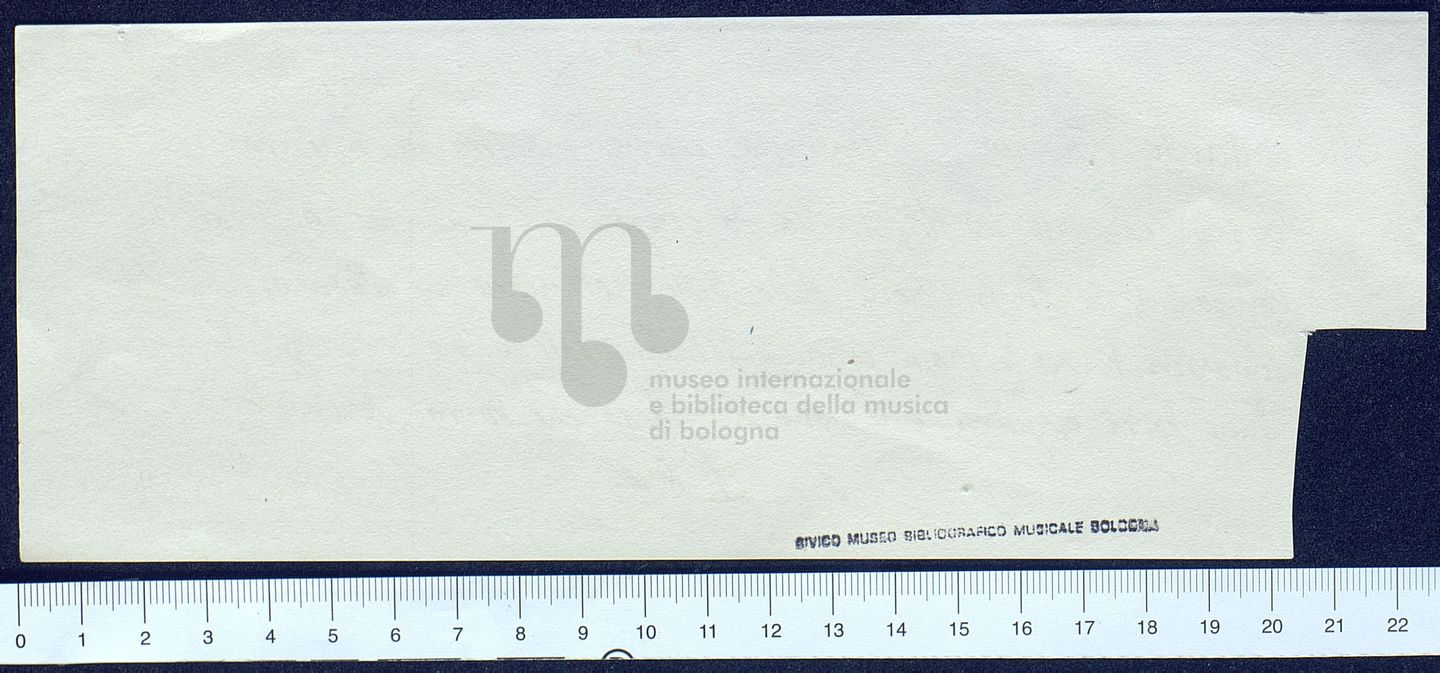 museo internazionale
e biblioteca della musica
di bologna
CIVICO MUSEO BIBLIOGRAFICO MUSICALE BOLOGNA
0 1 2 3 4 5 6 7 8 9 10 11 12 13 14 15 16 17 18 19 20 21 22